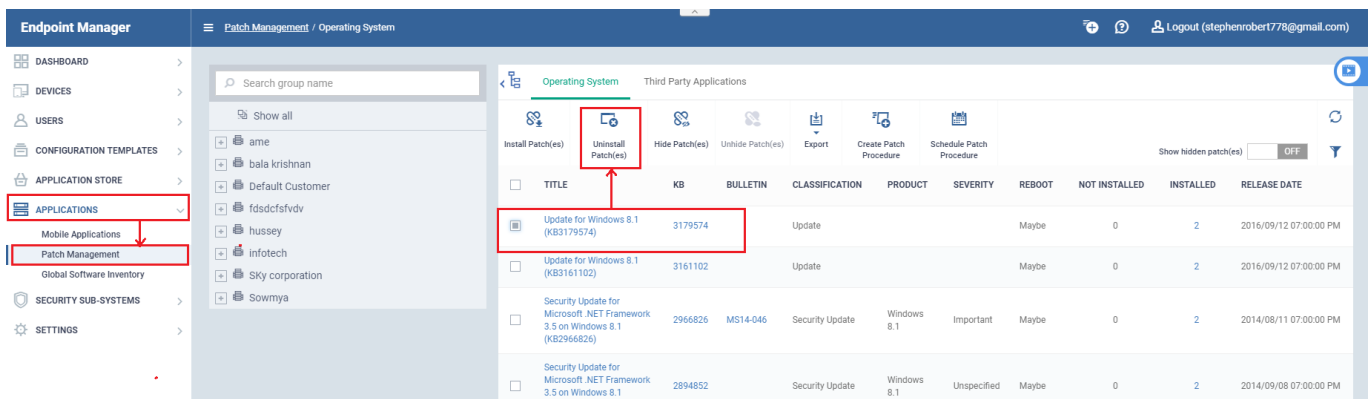 Endpoint Manager
Patch Management / Operating System
Logout (stephenrobert778@gmail.com)
DASHBOARD
DEVICES
USERS
CONFIGURATION TEMPLATES
APPLICATION STORE
APPLICATIONS
Mobile Applications
Patch Management
Global Software Inventory
SECURITY SUB-SYSTEMS
SETTINGS
Search group name
Show all
ame
bala krishnan
Default Customer
fdsdcfsfvdv
hussey
infotech
SKy corporation
Sowmya
Operating System Third Party Applications
Install Patch(es) Uninstall Hide Patch(es) Unhide Patch(es) Export Create Patch Schedule Patch
Patch(es) Procedure Procedure
Show hidden patch(es) OFF
TITLE KB BULLETIN CLASSIFICATION PRODUCT SEVERITY REBOOT NOT INSTALLED INSTALLED RELEASE DATE
Update for Windows 8.1
(KB3179574) 3179574 Update Maybe 0 2 2016/09/12 07:00:00 PM
Update for Windows 8.1
(KB3161102) 3161102 Update Maybe 0 2 2016/09/12 07:00:00 PM
Security Update for
Microsoft .NET Framework
3.5 on Windows 8.1
(KB2966826) 2966826 MS14-046 Security Update Windows 8.1 Important Maybe 0 2 2014/08/11 07:00:00 PM
Security Update for
Microsoft .NET Framework
3.5 on Windows 8.1 2894852 Security Update Windows 8.1 Unspecified Maybe 0 2 2014/09/08 07:00:00 PM